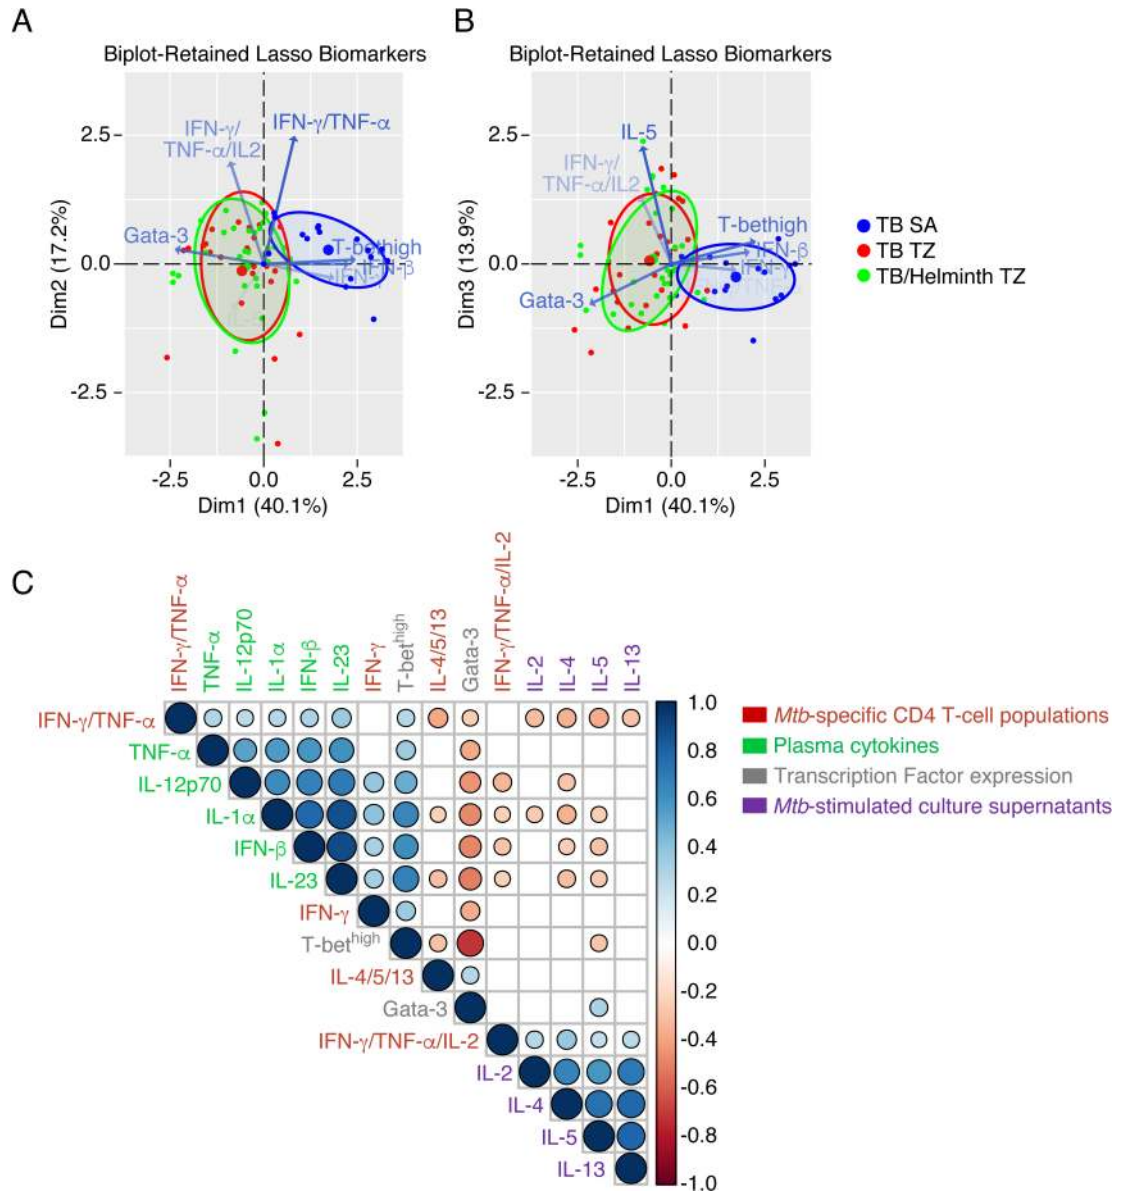 A
B
Biplot-Retained Lasso Biomarkers
Biplot-Retained Lasso Biomarkers
IFN-γ/
TNF-α/IL2
IFN-γ/TNF-α
Gata-3
T-bethigh
IFN-β
IFN-γ
2.5
0.0
-2.5
Dim2 (17.2%)
-2.5
0.0
2.5
Dim1 (40.1%)
IL-5
IFN-γ/
TNF-α/IL2
T-bethigh
IFN-β
IFN-γ
Gata-3
2.5
0.0
-2.5
Dim3 (13.9%)
-2.5
0.0
2.5
Dim1 (40.1%)
TB SA
TB TZ
TB/Helminth TZ
C
IFN-γ/TNF-α
TNF-α
IL-12p70
IL-1α
IFN-β
IL-23
IFN-γ
T-bet^high
IL-4/5/13
Gata-3
IFN-γ/TNF-α/IL-2
IL-2
IL-4
IL-5
IL-13
IFN-γ/TNF-α
TNF-α
IL-12p70
IL-1α
IFN-β
IL-23
IFN-γ
T-bet^high
IL-4/5/13
Gata-3
IFN-γ/TNF-α/IL-2
IL-2
IL-4
IL-5
IL-13
1.0
0.8
0.6
0.4
0.2
0.0
-0.2
-0.4
-0.6
-0.8
-1.0
Mtb-specific CD4 T-cell populations
Plasma cytokines
Transcription Factor expression
Mtb-stimulated culture supernatants